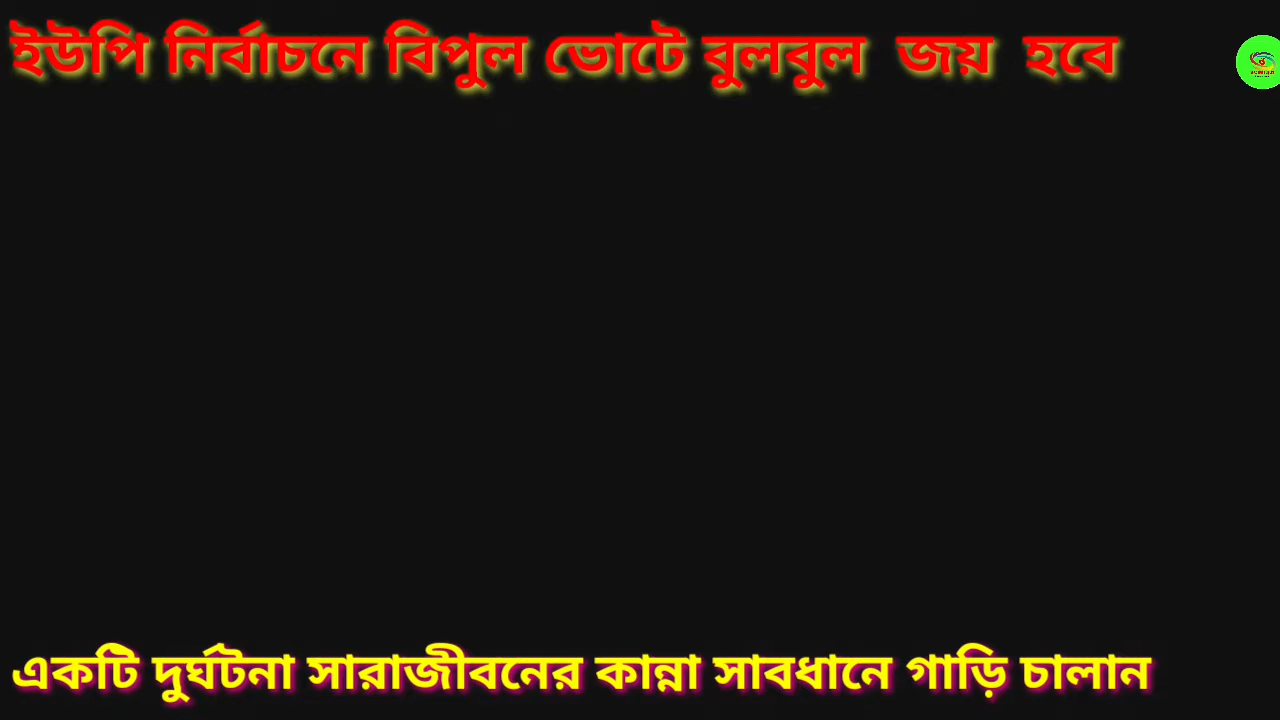 ইউপি নির্বাচনে বিপুল ভোটে বুলবুল জয় হবে
একটি দুর্ঘটনা সারাজীবনের কান্না সাবধানে গাড়ি চালান